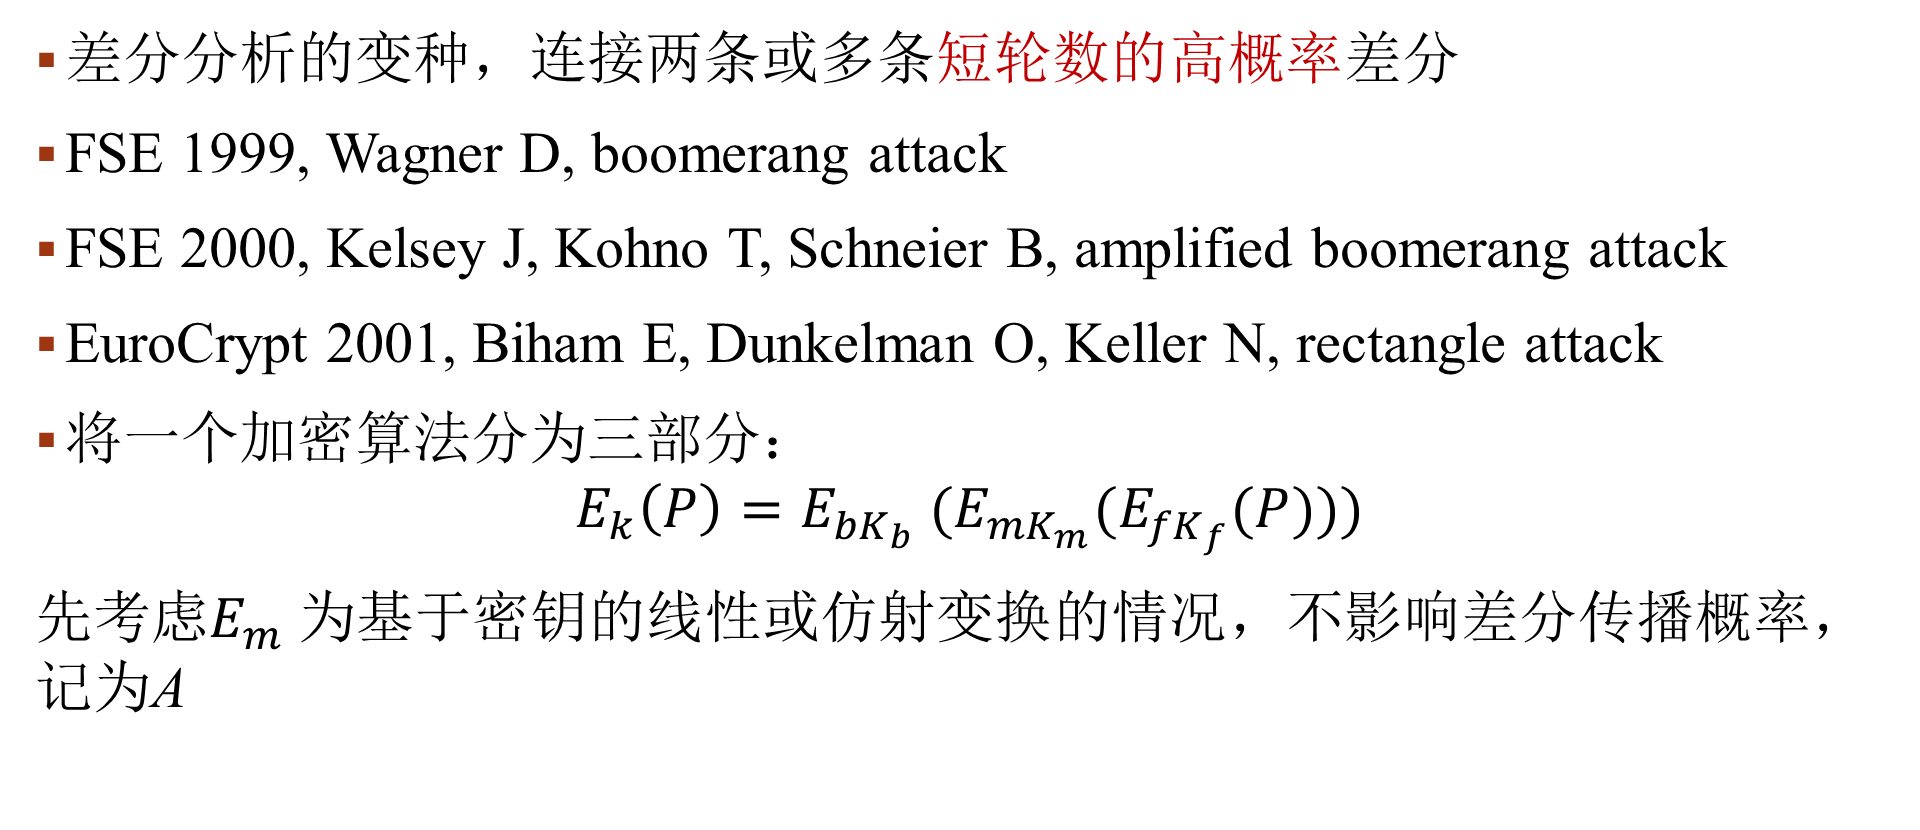 ▪差分分析的变种，连接两条或多条短轮数的高概率差分
▪FSE 1999, Wagner D, boomerang attack
▪FSE 2000, Kelsey J, Kohno T, Schneier B, amplified boomerang attack
▪EuroCrypt 2001, Biham E, Dunkelman O, Keller N, rectangle attack
▪将一个加密算法分为三部分：
$E_k(P) = E_{bK_b}(E_{mK_m}(E_{fK_f}(P)))$
先考虑$E_m$ 为基于密钥的线性或仿射变换的情况，不影响差分传播概率，
记为A